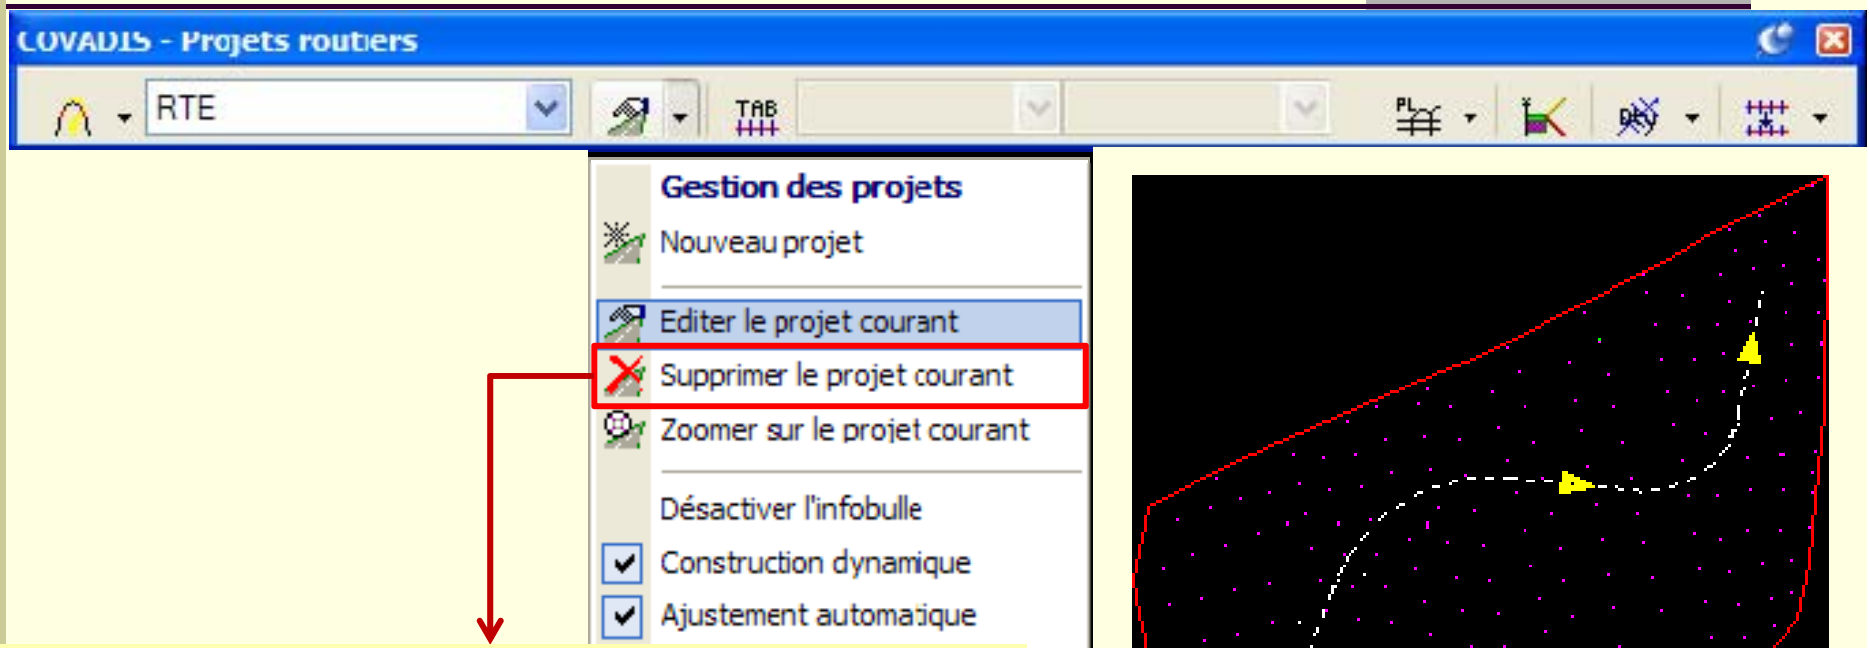 COVADIS - Projets routiers
RTE
TAB
PL
Gestion des projets
Nouveau projet
Editer le projet courant
Supprimer le projet courant
Zoomer sur le projet courant
Désactiver l'infobulle
Construction dynamique
Ajustement automatique